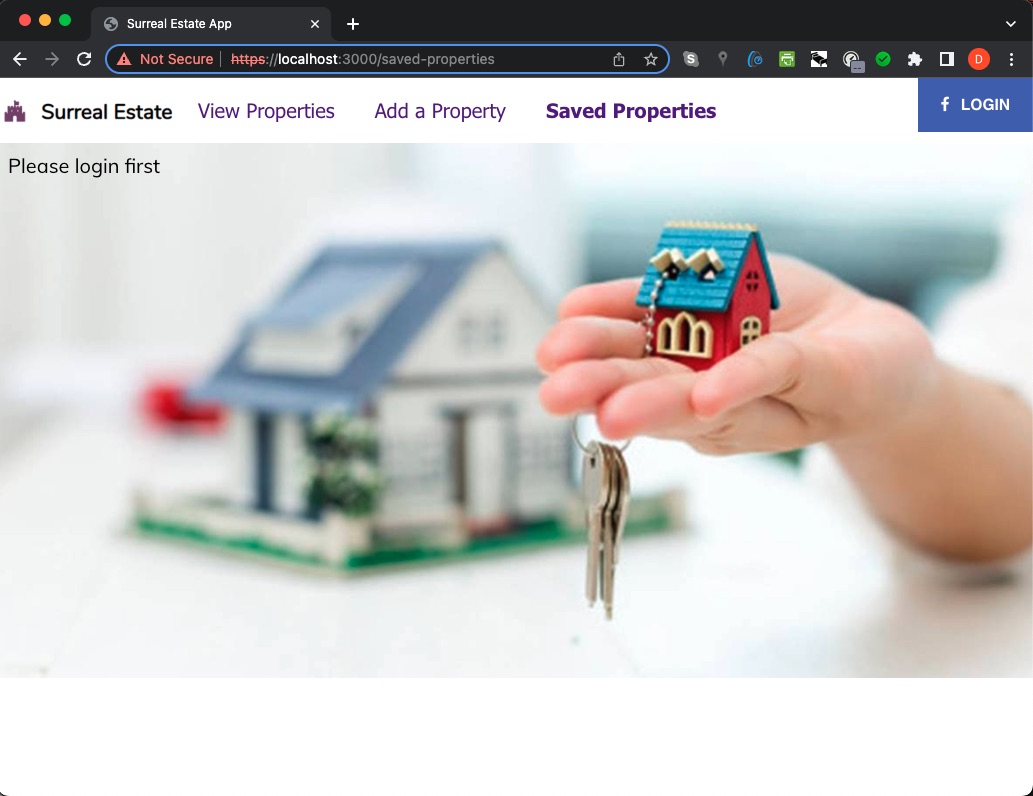 Surreal Estate App
Not Secure https://localhost:3000/saved-properties
S
D
Surreal Estate View Properties Add a Property Saved Properties f LOGIN
Please login first